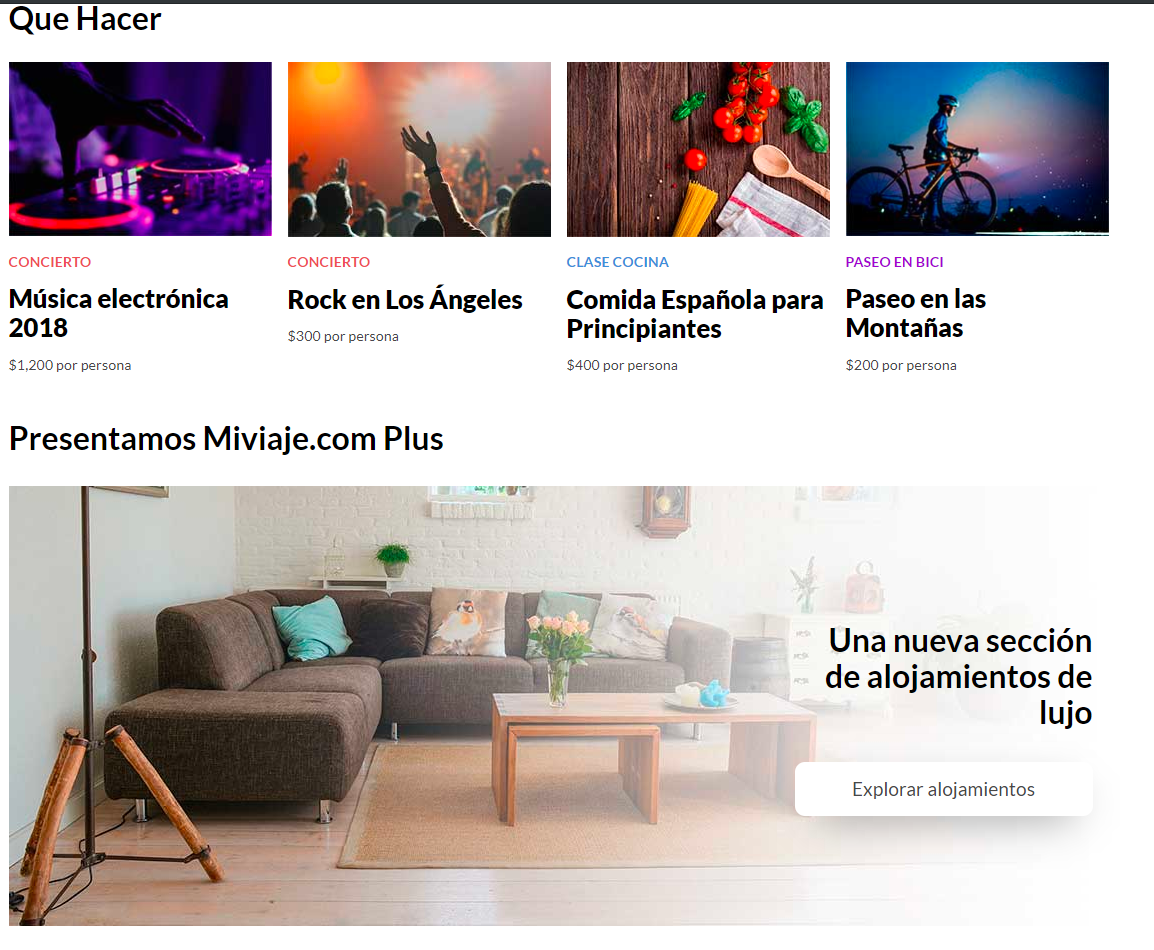 Que Hacer
CONCIERTO
Música electrónica
2018
$1,200 por persona
CONCIERTO
Rock en Los Ángeles
$300 por persona
CLASE COCINA
Comida Española para
Principiantes
$400 por persona
PASEO EN BICI
Paseo en las
Montañas
$200 por persona
Presentamos Miviaje.com Plus
Una nueva sección
de alojamientos de
lujo
Explorar alojamientos